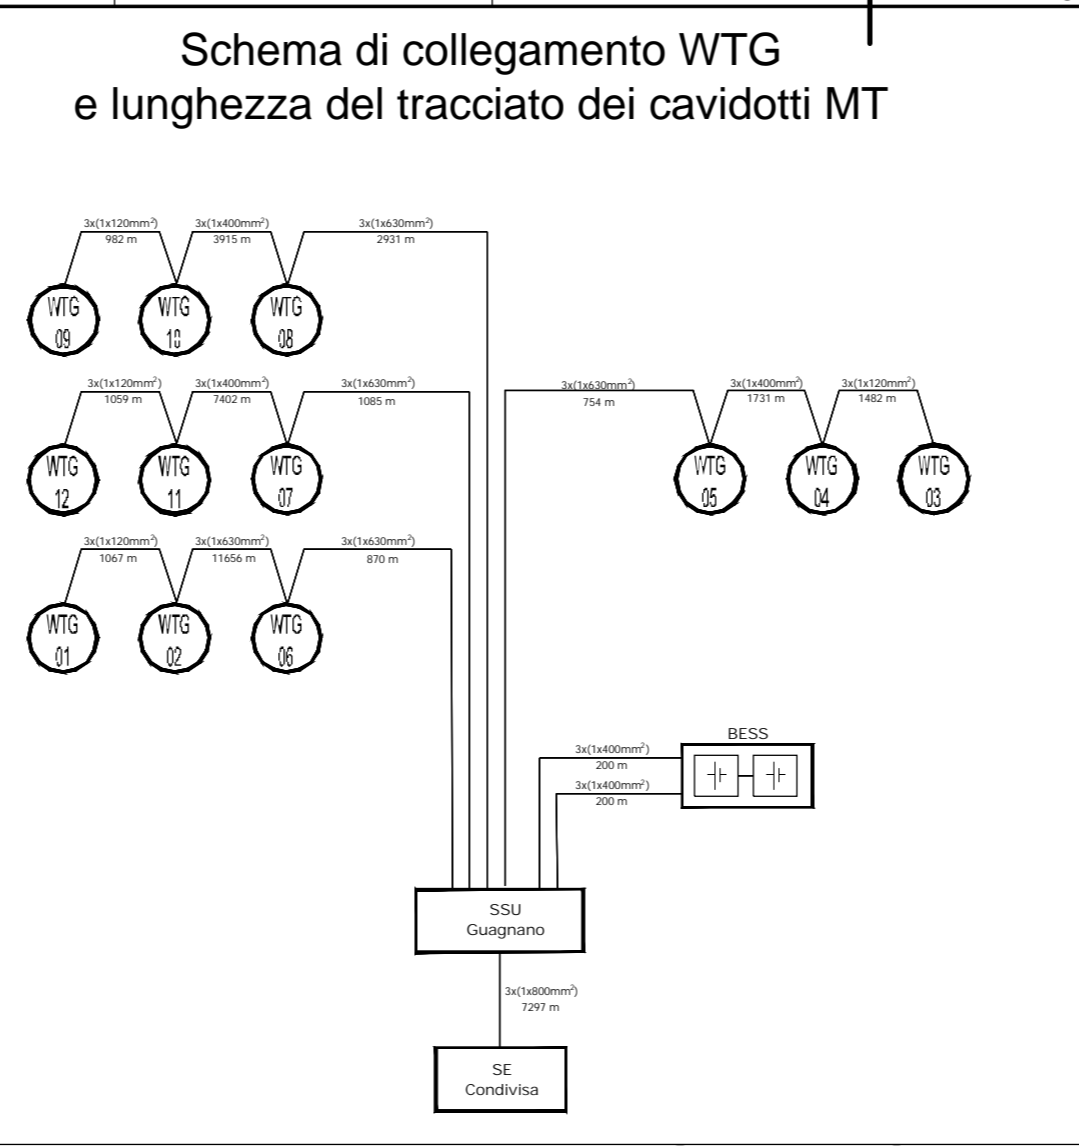 Schema di collegamento WTG
e lunghezza del tracciato dei cavidotti MT
3x(1x120mm²) 3x(1x400mm²) 3x(1x630mm²)
982 m 3915 m 2931 m
WTG WTG WTG
09 10 08
3x(1x120mm²) 3x(1x400mm²) 3x(1x630mm²) 3x(1x630mm²) 3x(1x400mm²) 3x(1x120mm²)
1059 m 7402 m 1085 m 754 m 1731 m 1482 m
WTG WTG WTG WTG WTG WTG
12 11 07 05 04 03
3x(1x120mm²) 3x(1x630mm²) 3x(1x630mm²)
1067 m 11656 m 870 m
WTG WTG WTG
01 02 06
BESS
3x(1x400mm²)
200 m
3x(1x400mm²)
200 m
SSU
Guagnano
3x(1x800mm²)
7297 m
SE
Condivisa